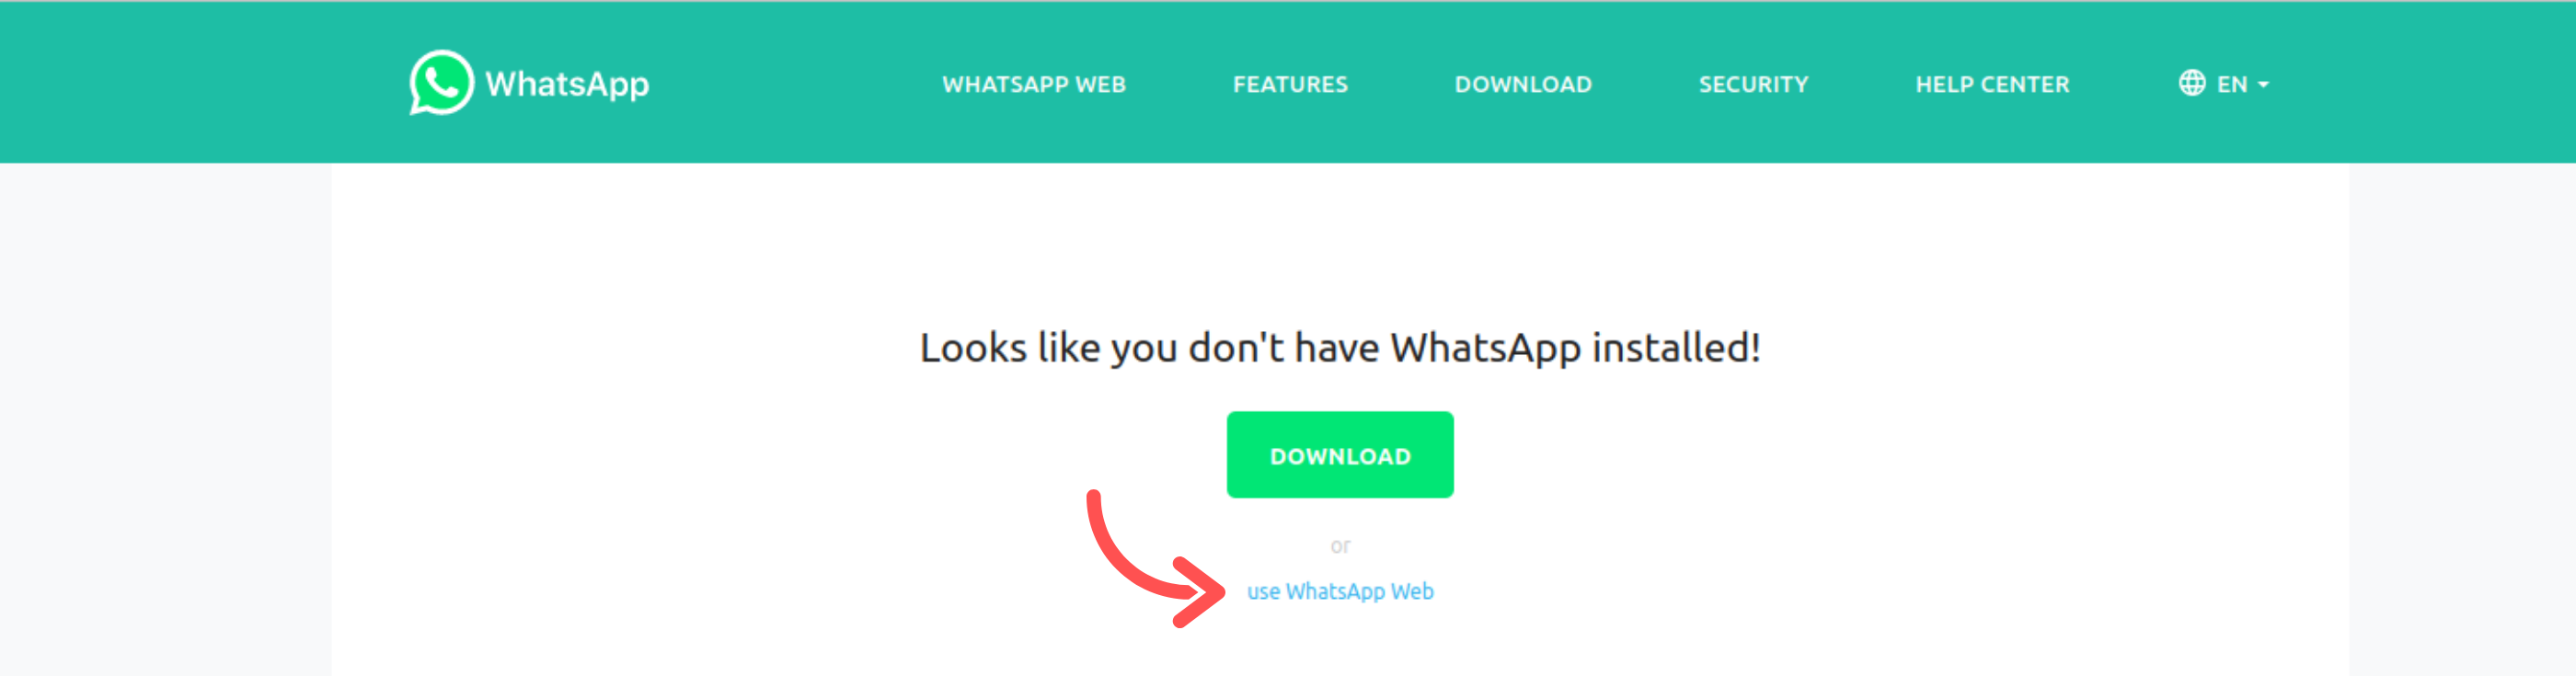 WhatsApp WHATSAPP WEB FEATURES DOWNLOAD SECURITY HELP CENTER EN
Looks like you don't have WhatsApp installed!
DOWNLOAD
or
use WhatsApp Web